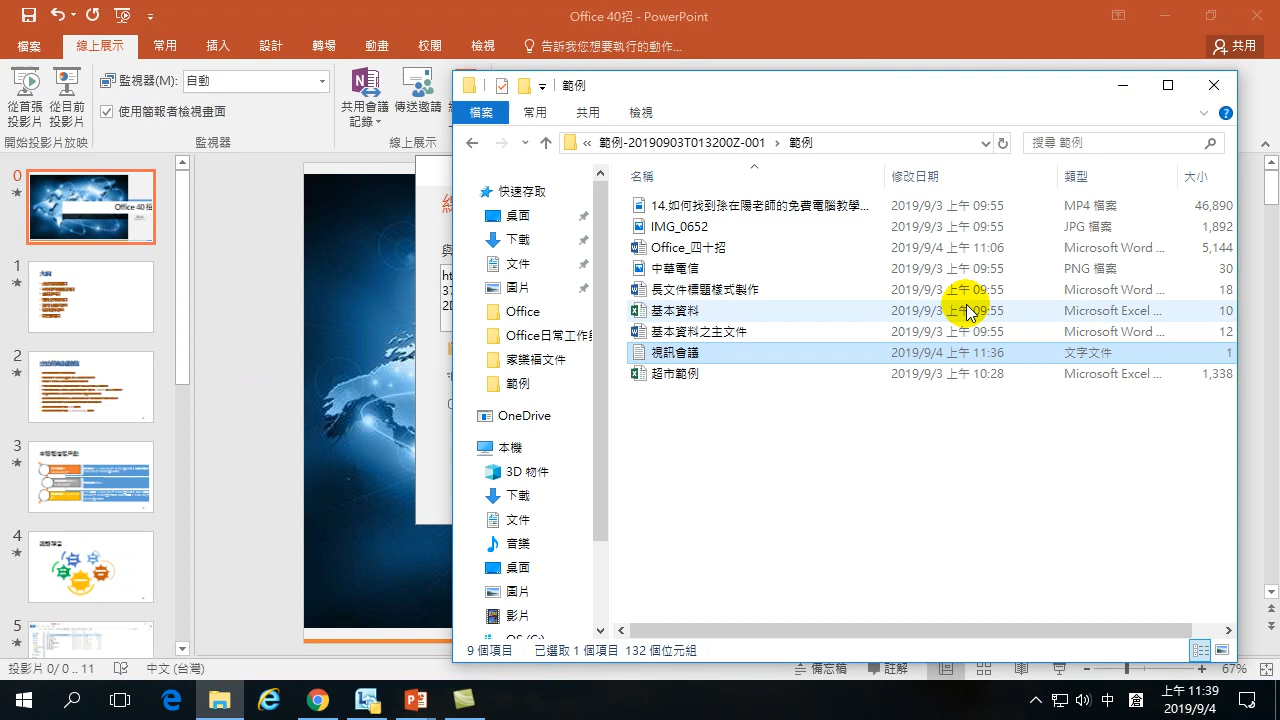 Office 40招 - PowerPoint
檔案
線上展示
常用
插入
設計
轉場
動畫
校閱
檢視
告訴我您想要執行的動作...
共用
從首張
投影片
從目前
投影片
開始投影片放映
監視器(M):
自動
使用簡報者檢視畫面
監視器
共用會議
記錄
傳送邀請
線上展示
範例
檔案
常用
共用
檢視
« 範例-20190903T013200Z-001 › 範例
搜尋 範例
名稱 修改日期 類型 大小
14.如何找到孫在陽老師的免費電腦教學... 2019/9/3 上午 09:55 MP4 檔案 46,890
IMG_0652 2019/9/3 上午 09:55 JPG 檔案 1,892
Office_四十招 2019/9/4 上午 11:06 Microsoft Word ... 5,144
中華電信 2019/9/3 上午 09:55 PNG 檔案 30
長文件標題樣式製作 2019/9/3 上午 09:55 Microsoft Word ... 18
基本資料 2019/9/3 上午 09:55 Microsoft Excel ... 10
基本資料之主文件 2019/9/3 上午 09:55 Microsoft Word ... 12
視訊會議 2019/9/4 上午 11:36 文字文件 1
超市範例 2019/9/3 上午 10:28 Microsoft Excel ... 1,338
快速存取
桌面
下載
文件
圖片
Office
Office日常工作
家樂福文件
範例
OneDrive
本機
3D 物件
下載
文件
音樂
桌面
圖片
影片
9 個項目 已選取 1 個項目 132 個位元組
0
Office 40招
1
大綱
2
3
4
5
投影片 0/ 0 .. 11
中文 (台灣)
備忘稿
註解
67%
中
上午 11:39
2019/9/4